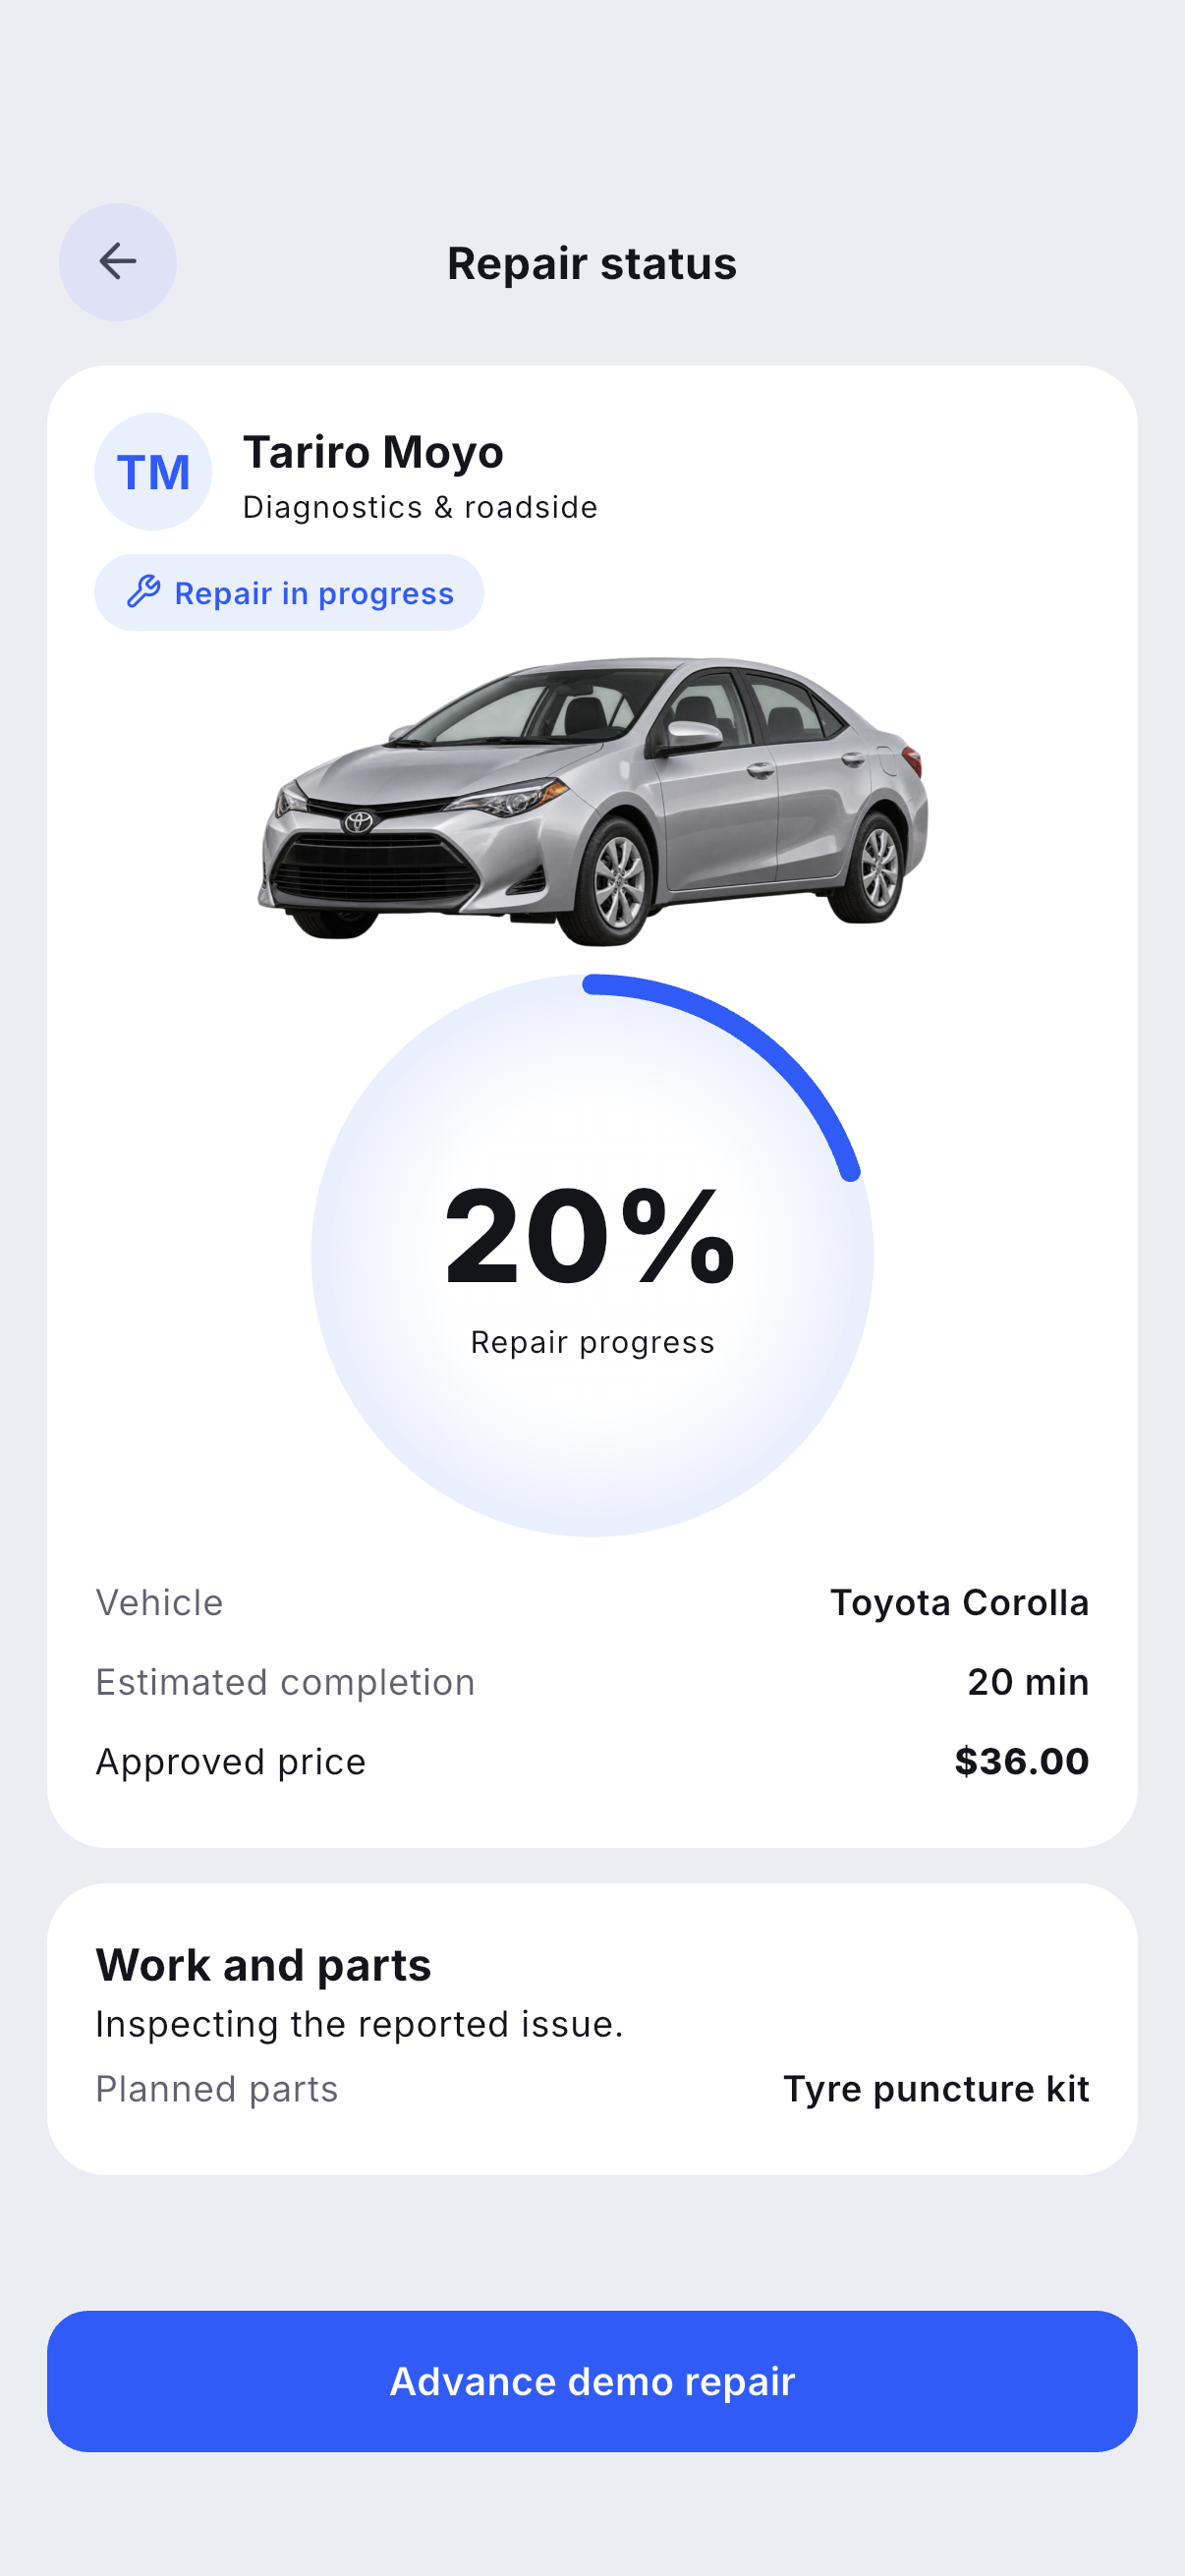 Repair status
TM
Tariro Moyo
Diagnostics & roadside
Repair in progress
20%
Repair progress
Vehicle
Toyota Corolla
Estimated completion
20 min
Approved price
$36.00
Work and parts
Inspecting the reported issue.
Planned parts
Tyre puncture kit
Advance demo repair